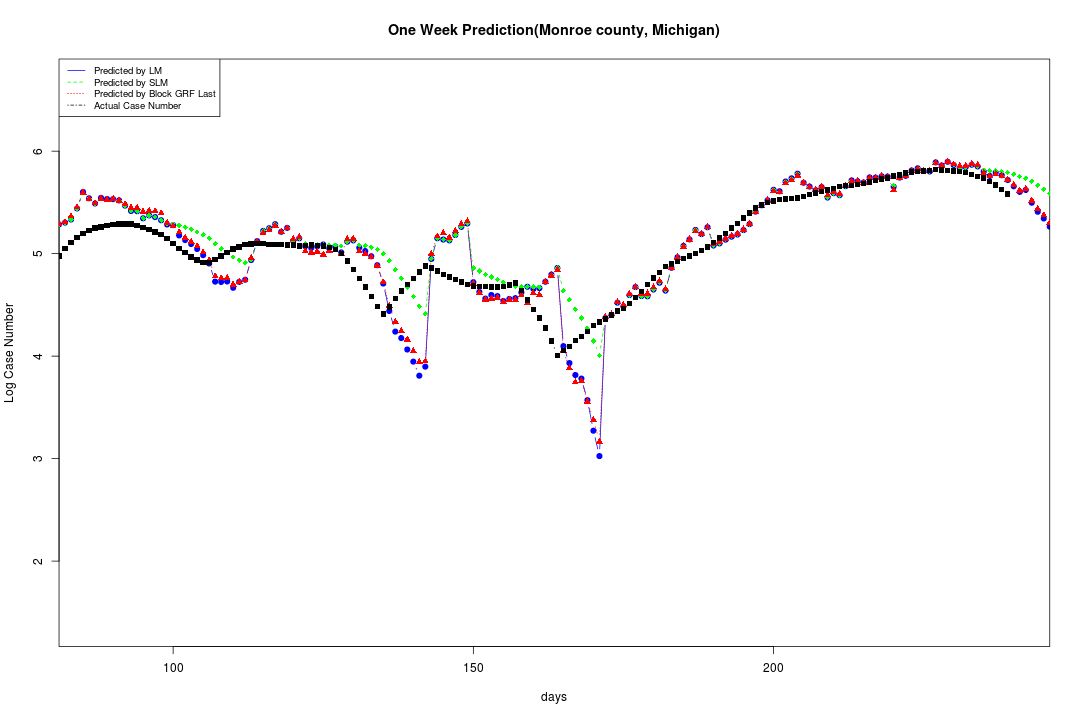 One Week Prediction(Monroe county, Michigan)
Predicted by LM
Predicted by SLM
Predicted by Block GRF Last
Actual Case Number
Log Case Number
6
5
4
3
2
100
150
200
days